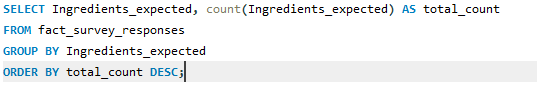 SELECT Ingredients_expected, count(Ingredients_expected) AS total_count
FROM fact_survey_responses
GROUP BY Ingredients_expected
ORDER BY total_count DESC;